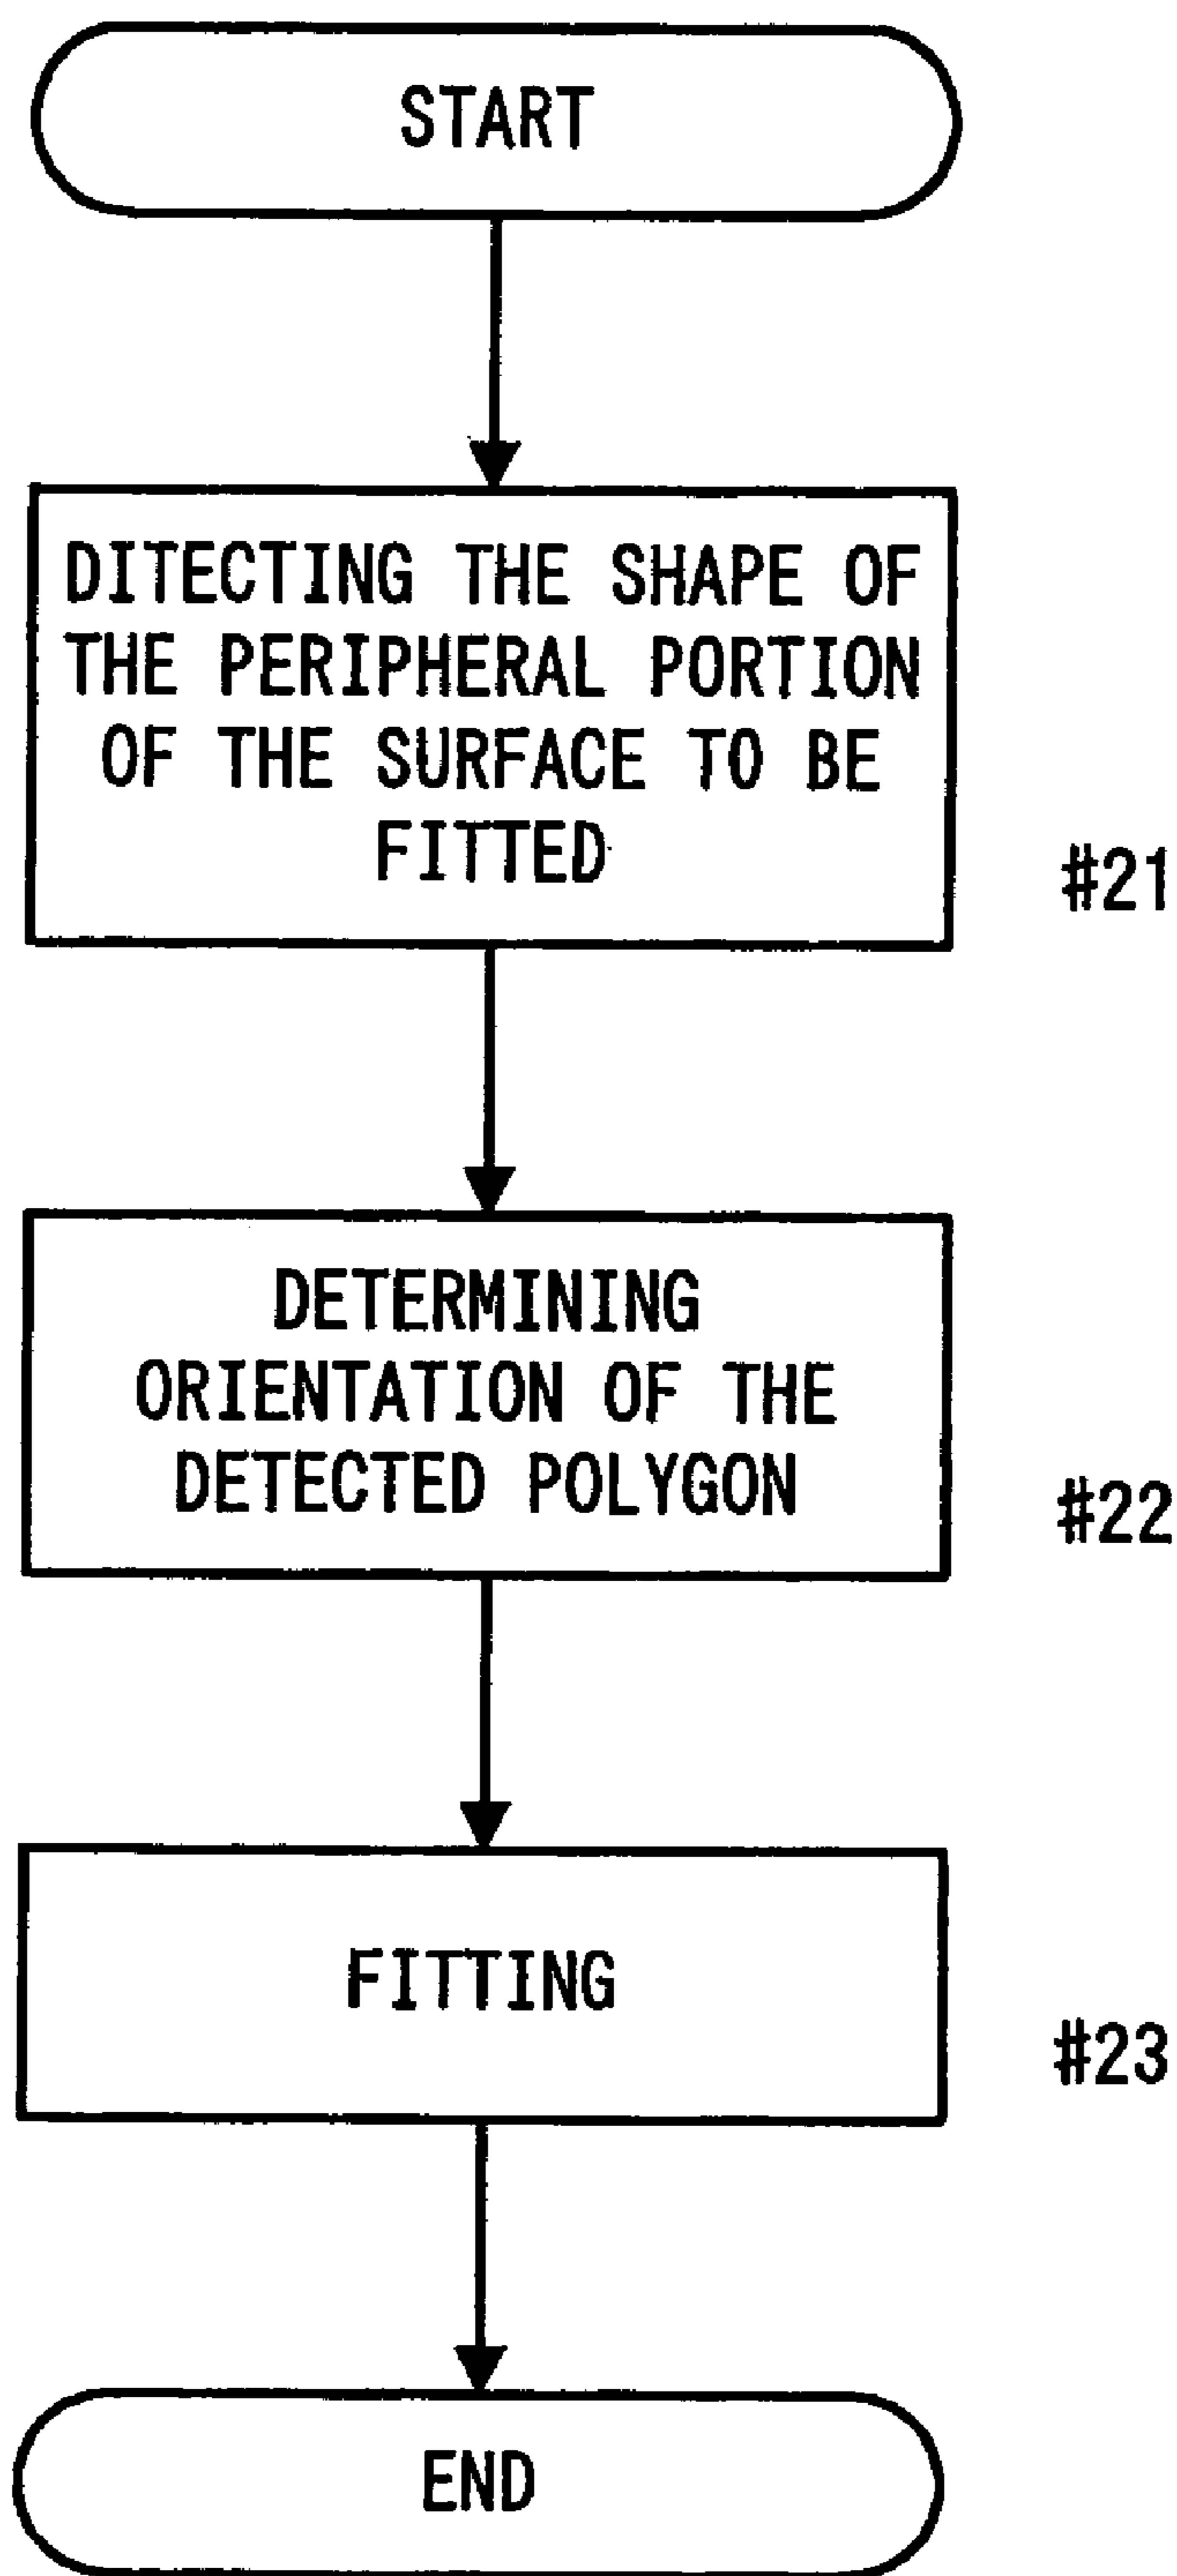 START
DITECTING THE SHAPE OF
THE PERIPHERAL PORTION
OF THE SURFACE TO BE
FITTED
#21
DETERMINING
ORIENTATION OF THE
DETECTED POLYGON
#22
FITTING
#23
END